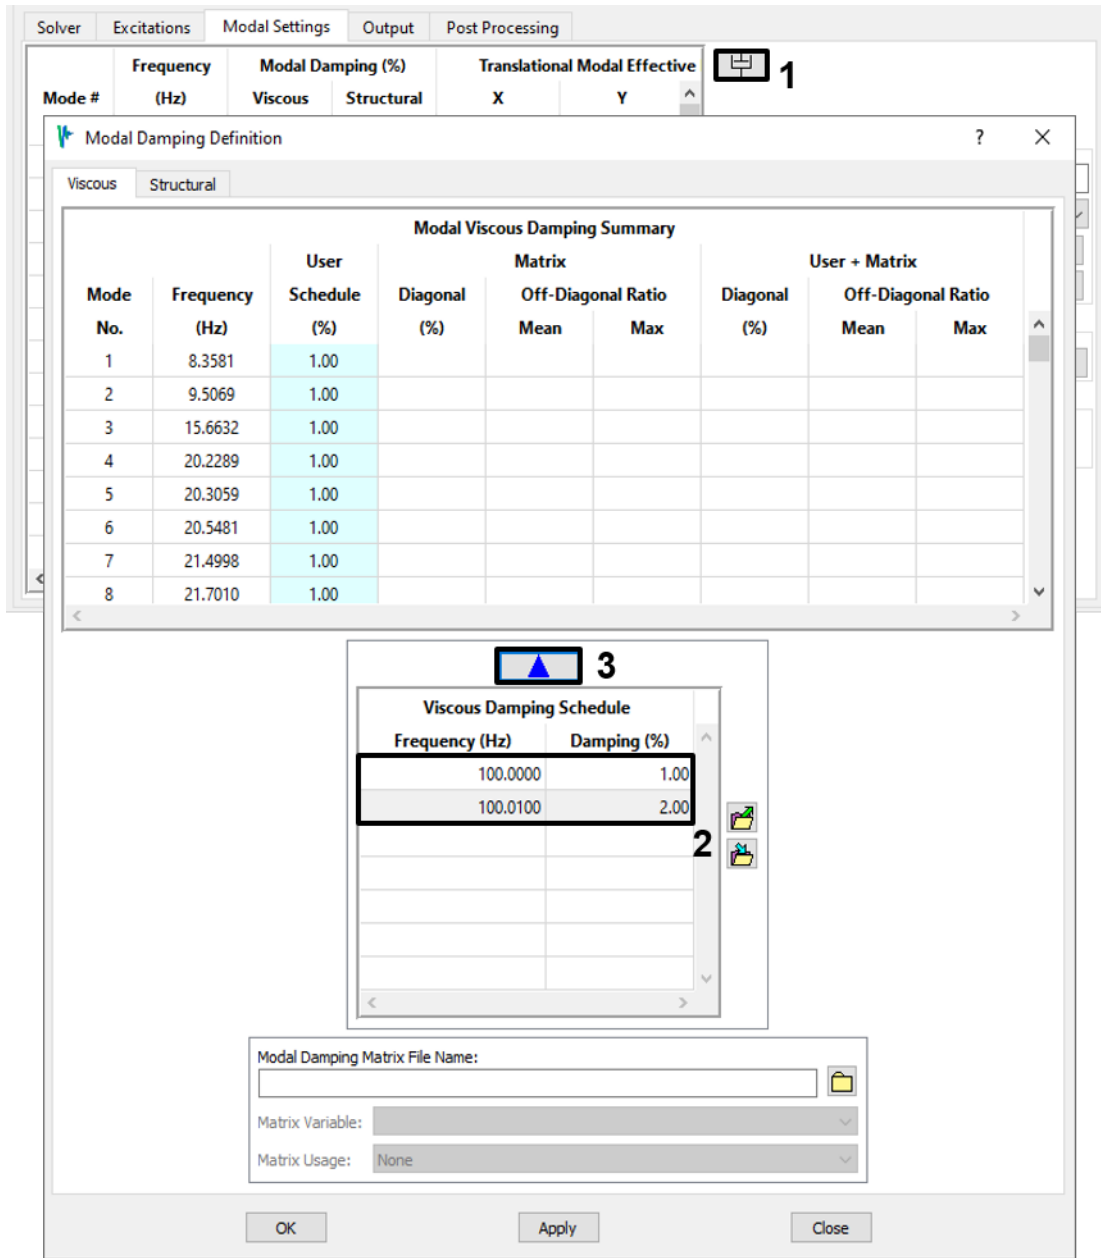 Solver Excitations Modal Settings Output Post Processing
Frequency Modal Damping (%) Translational Modal Effective
Mode # (Hz) Viscous Structural X Y
1
Modal Damping Definition ? X
Viscous Structural
Modal Viscous Damping Summary
User Matrix User + Matrix
Mode Frequency Schedule Diagonal Off-Diagonal Ratio Diagonal Off-Diagonal Ratio
No. (Hz) (%) (%) Mean Max (%) Mean Max
1 8.3581 1.00
2 9.5069 1.00
3 15.6632 1.00
4 20.2289 1.00
5 20.3059 1.00
6 20.5481 1.00
7 21.4998 1.00
8 21.7010 1.00
3
Viscous Damping Schedule
Frequency (Hz) Damping (%)
100.0000 1.00
100.0100 2.00
2
Modal Damping Matrix File Name:
Matrix Variable:
Matrix Usage: None
OK Apply Close